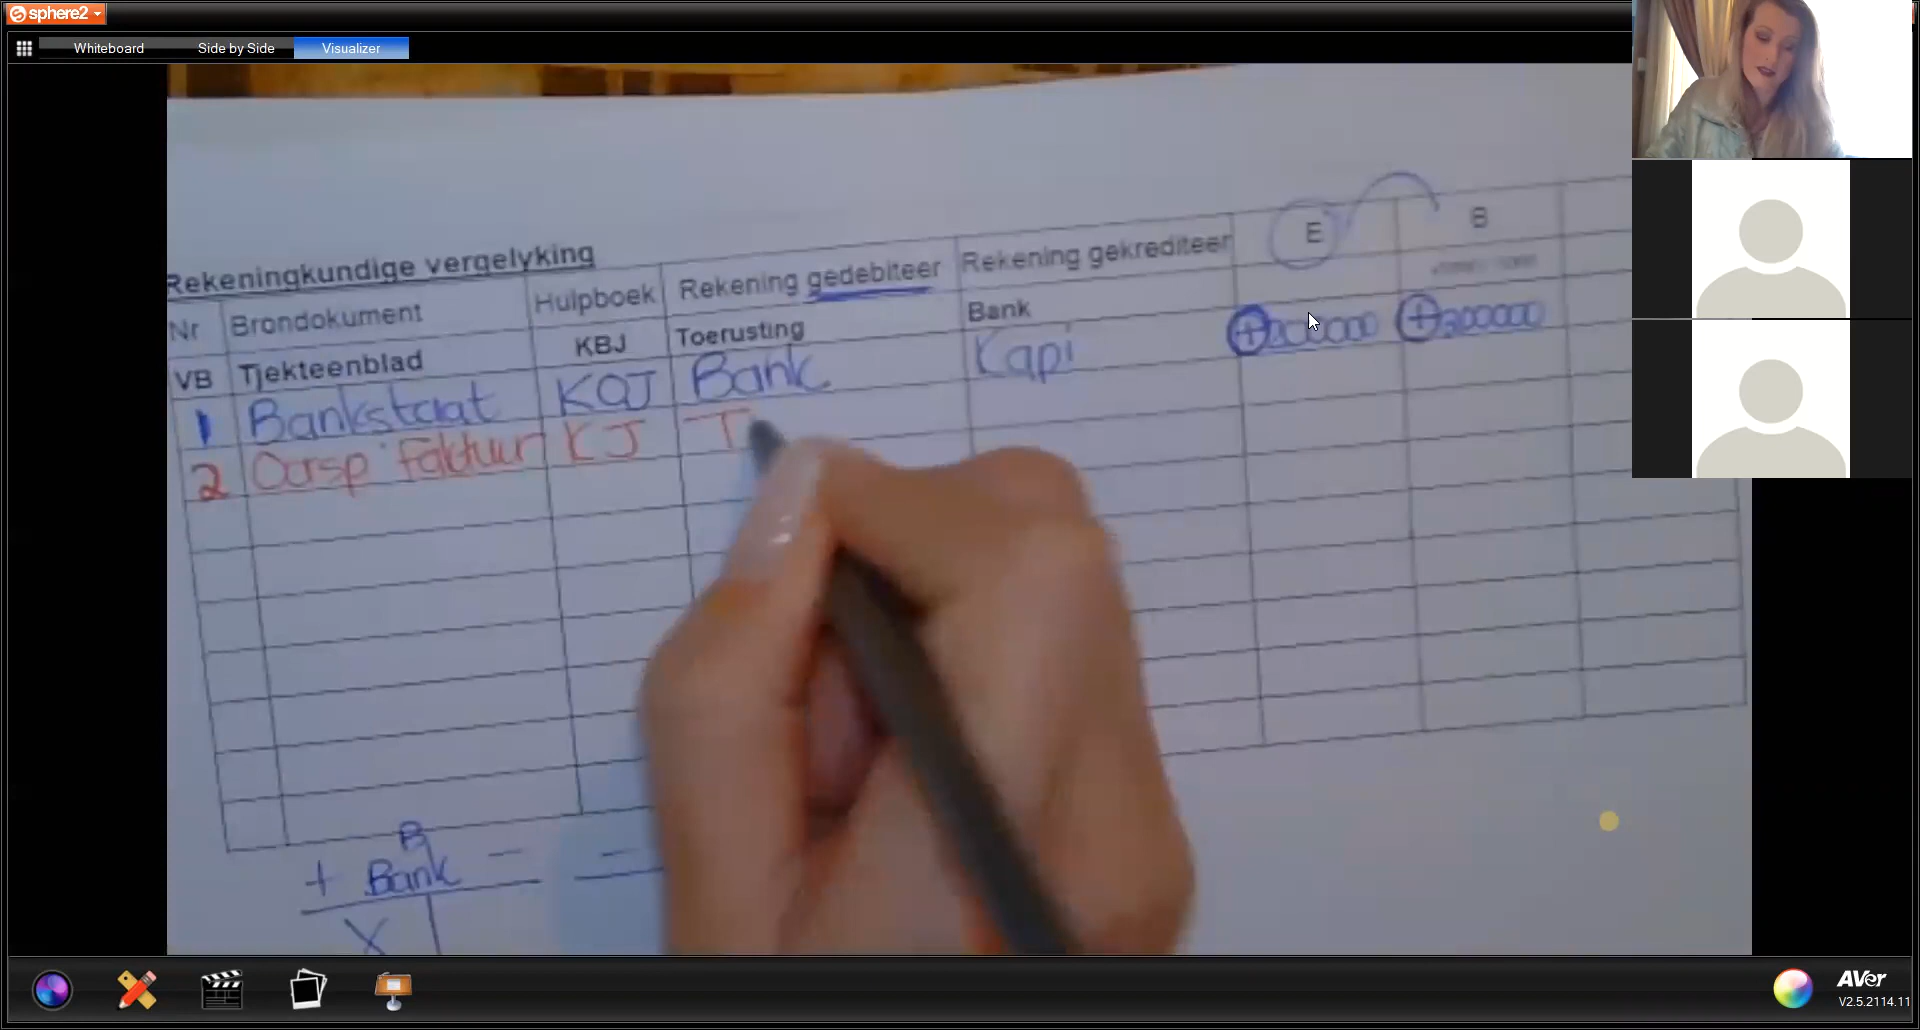 sphere2
Whiteboard Side by Side Visualizer
Rekeningkundige vergelyking
Nr Brondokument Hulpboek Rekening gedebiteer Rekening gekrediteer E B
VB Tjekteenblad KBJ Toerusting Bank
1 Bankstaat KOJ Bank Kapi + +
2 Oorsp Faktuur KJ T
B
+ Bank -
X
AVer
V2.5.2114.11